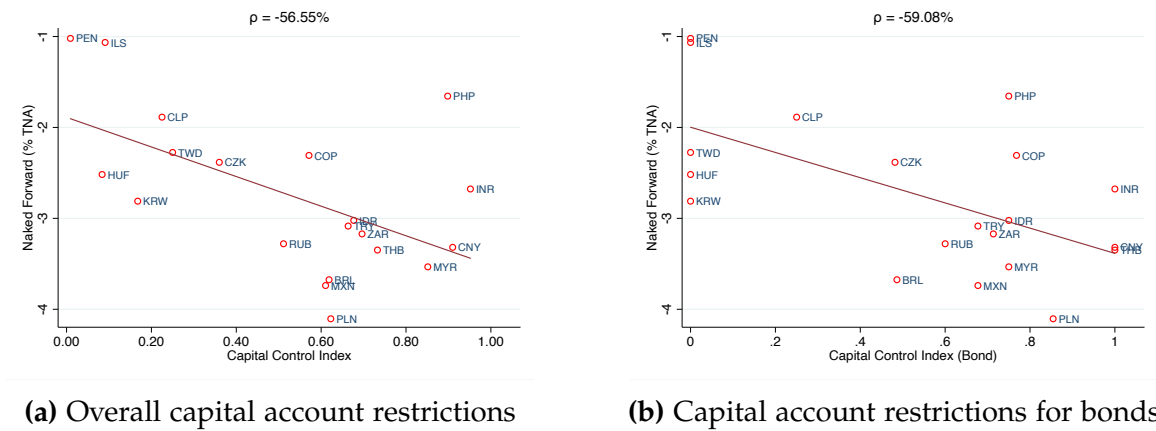 ρ = -56.55%
Naked Forward (% TNA)
-1
-2
-3
-4
PEN
ILS
PHP
CLP
TWD
COP
CZK
HUF
INR
KRW
IDR
TRY
ZAR
RUB
CNY
THB
MYR
BRL
MXN
PLN
0.00 0.20 0.40 0.60 0.80 1.00
Capital Control Index
(a) Overall capital account restrictions
ρ = -59.08%
Naked Forward (% TNA)
-1
-2
-3
-4
PEN
ILS
PHP
CLP
TWD
COP
CZK
HUF
INR
KRW
IDR
TRY
ZAR
RUB
CNY
THB
MYR
BRL
MXN
PLN
0 .2 .4 .6 .8 1
Capital Control Index (Bond)
(b) Capital account restrictions for bonds